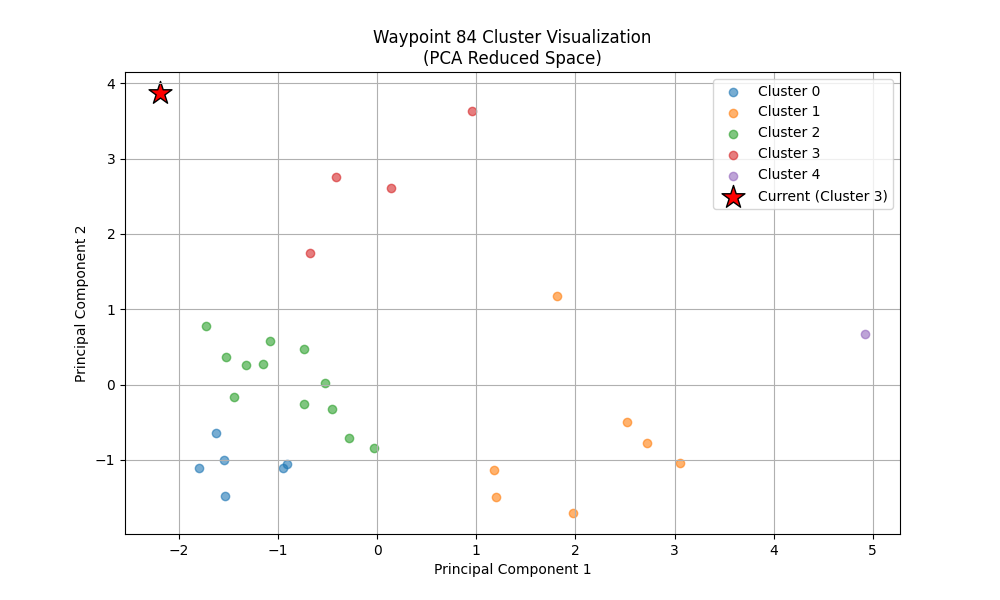 Waypoint 84 Cluster Visualization
(PCA Reduced Space)
Cluster 0
Cluster 1
Cluster 2
Cluster 3
Cluster 4
Current (Cluster 3)
Principal Component 2
4
3
2
1
0
−1
−2 −1 0 1 2 3 4 5
Principal Component 1